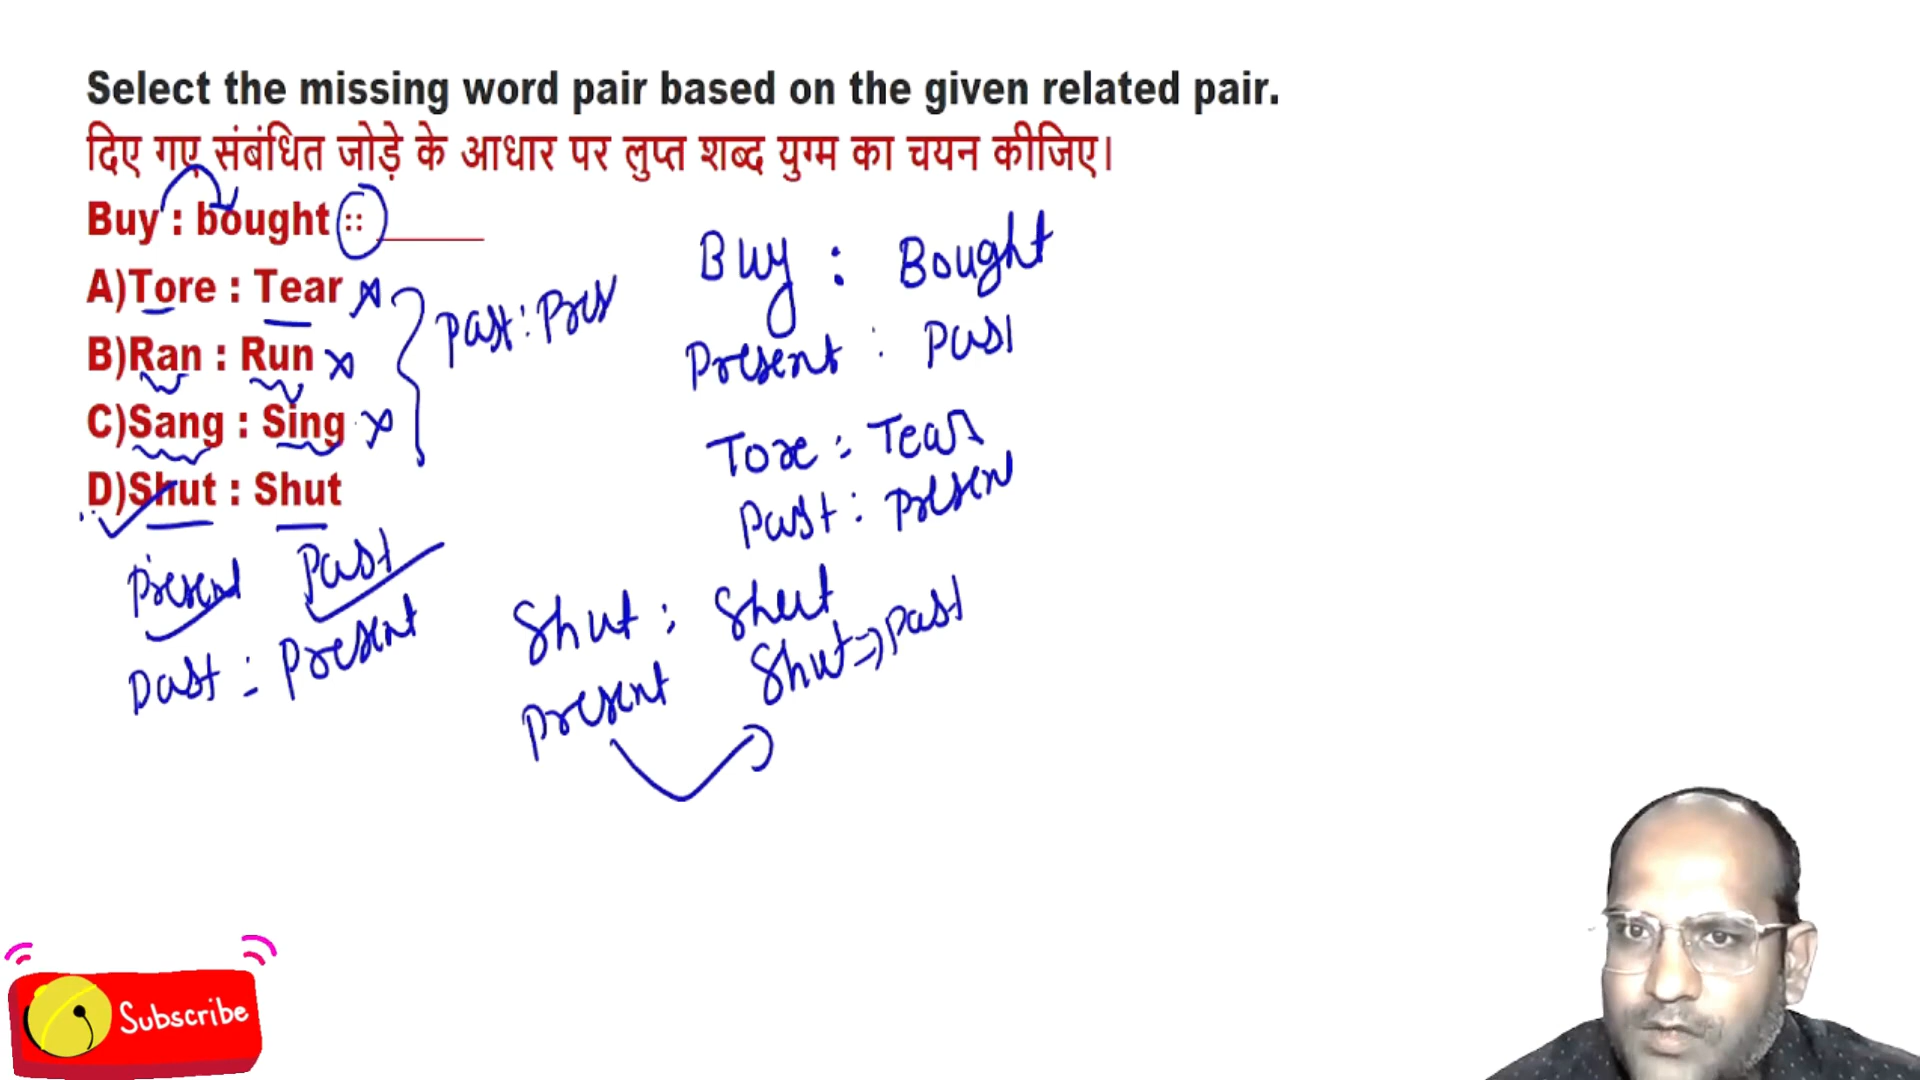 Select the missing word pair based on the given related pair.
दिए गए संबंधित जोड़े के आधार पर लुप्त शब्द युग्म का चयन कीजिए।
Buy : bought ::
A)Tore : Tear
B)Ran : Run
C)Sang : Sing
D)Shut : Shut
Past : Pres
Present Past
Past : Present
Buy : Bought
Present : Past
Tore : Tear
Past : Presen
Shut : Shut
present Shut => Past
Subscribe